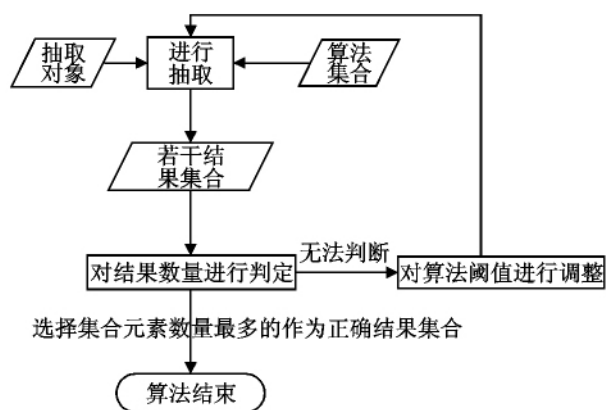 抽取
对象
进行
抽取
算法
集合
若干结
果集合
对结果数量进行判定
无法判断
对算法阈值进行调整
选择集合元素数量最多的作为正确结果集合
算法结束